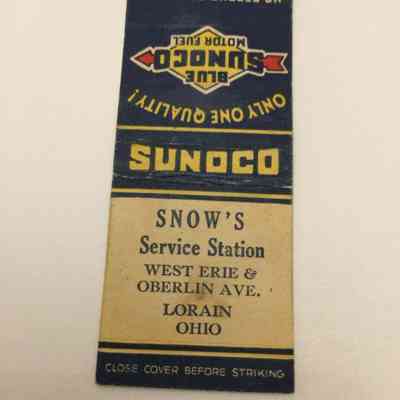 BLUE
SUNOCO
MOTOR FUEL
ONLY ONE QUALITY!
SUNOCO
SNOW'S
Service Station
WEST ERIE &
OBERLIN AVE.
LORAIN
OHIO
CLOSE COVER BEFORE STRIKING